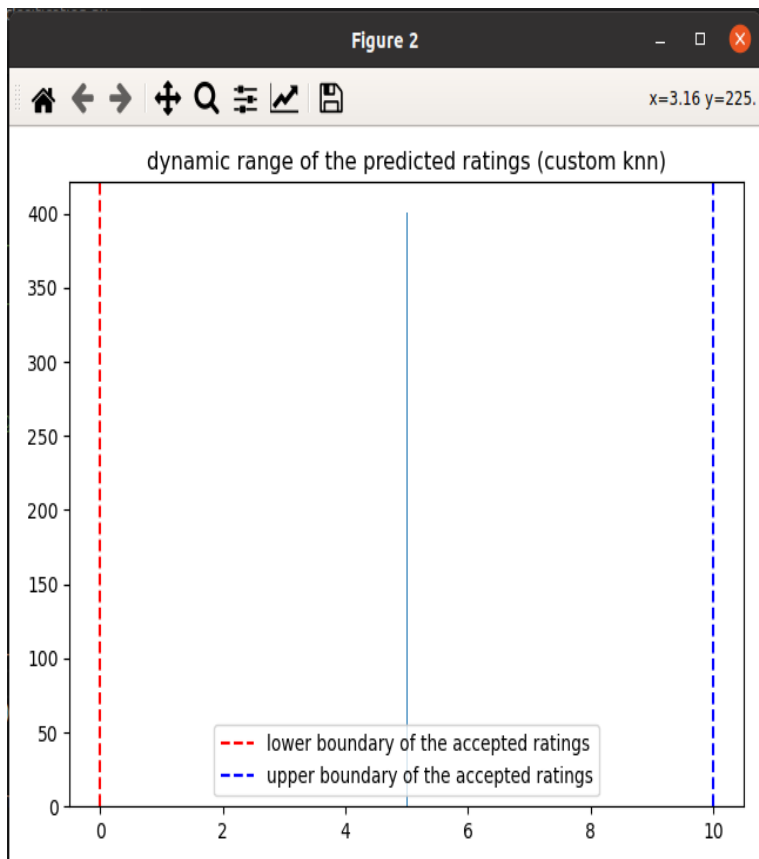 Figure 2
x=3.16 y=225.
dynamic range of the predicted ratings (custom knn)
400
350
300
250
200
150
100
50
0
lower boundary of the accepted ratings
upper boundary of the accepted ratings
0 2 4 6 8 10